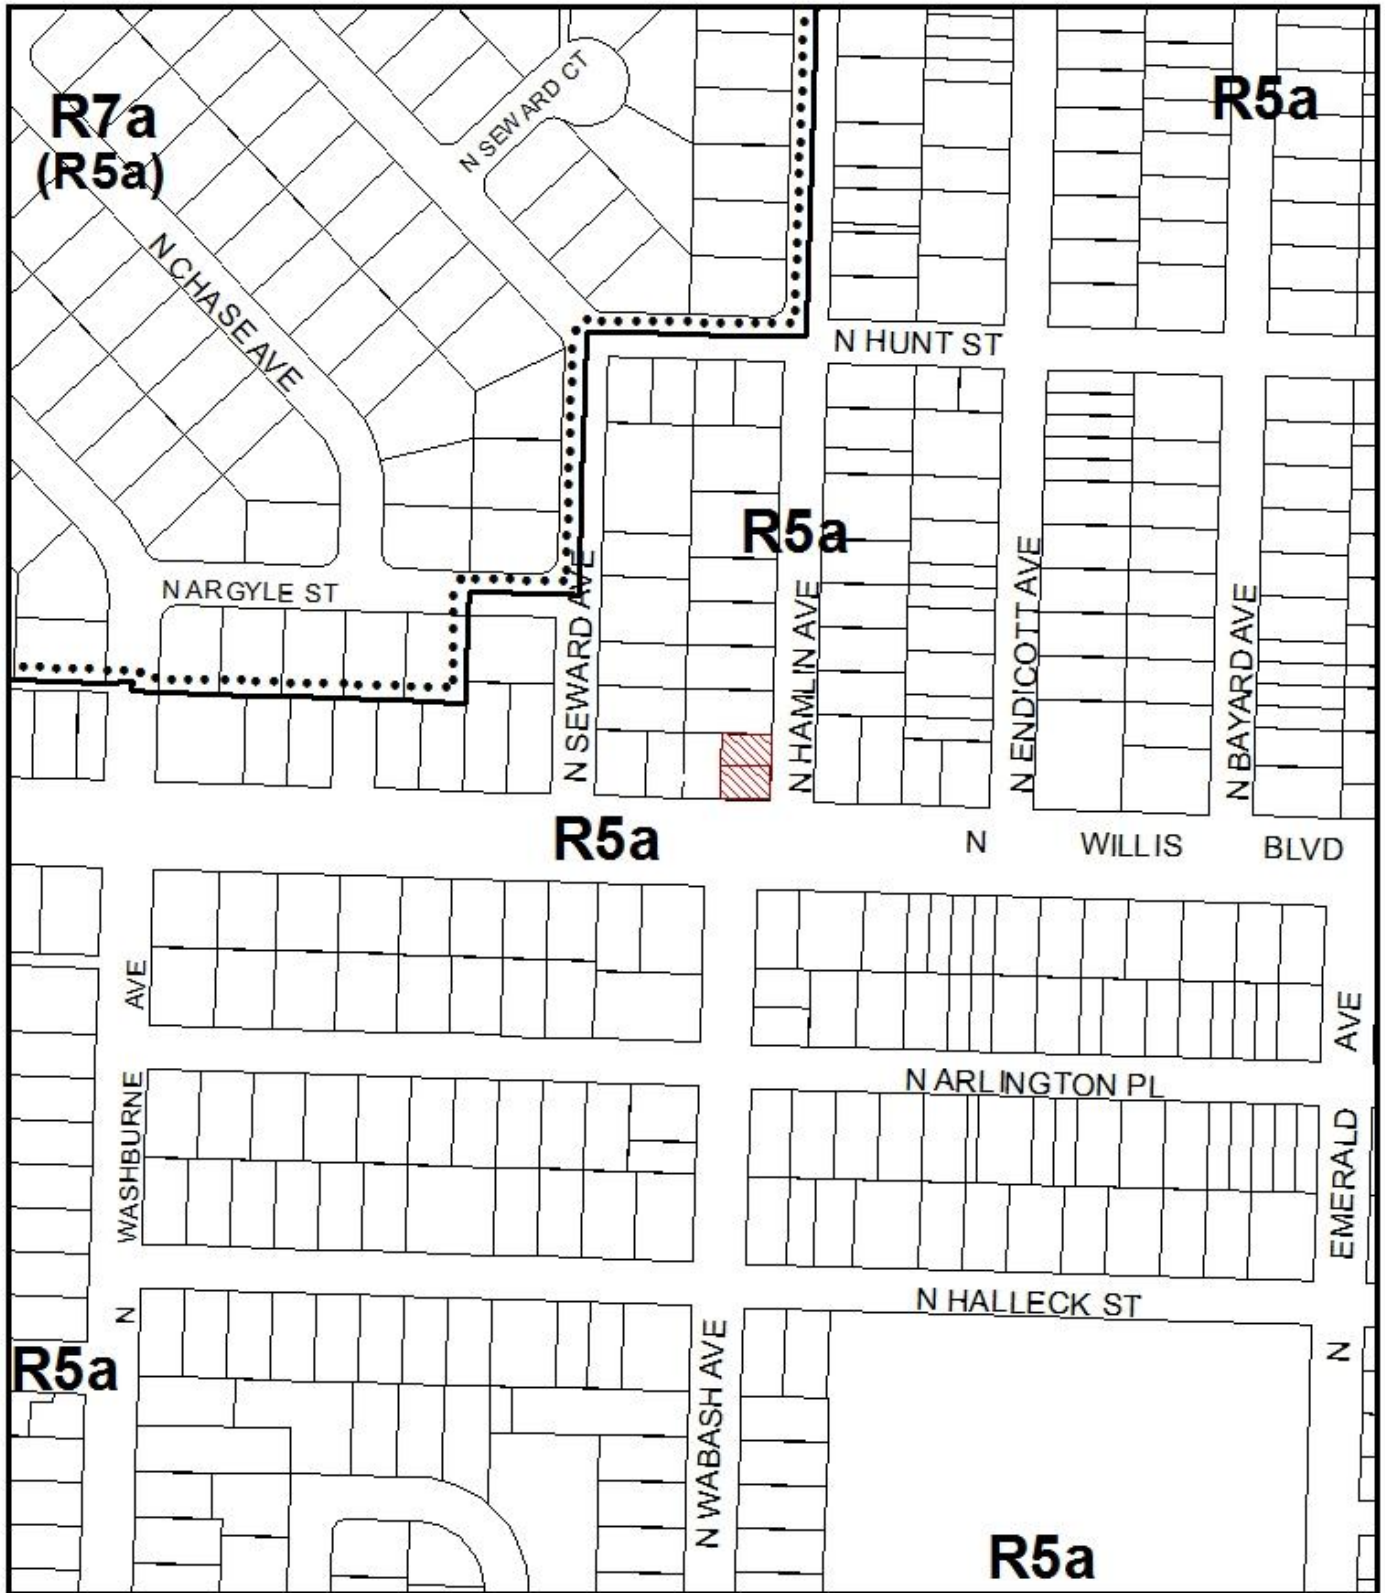 R7a
(R5a)
R5a
N SEWARD CT
N CHASE AVE
N HUNT ST
R5a
N ARGYLE ST
N SEWARD AVE
N HAMLIN AVE
N ENDICOTT AVE
N BAYARD AVE
R5a
N WILLIS BLVD
N WASHBURNE AVE
N EMERALD AVE
N ARLINGTON PL
N HALLECK ST
R5a
N WABASH AVE
R5a